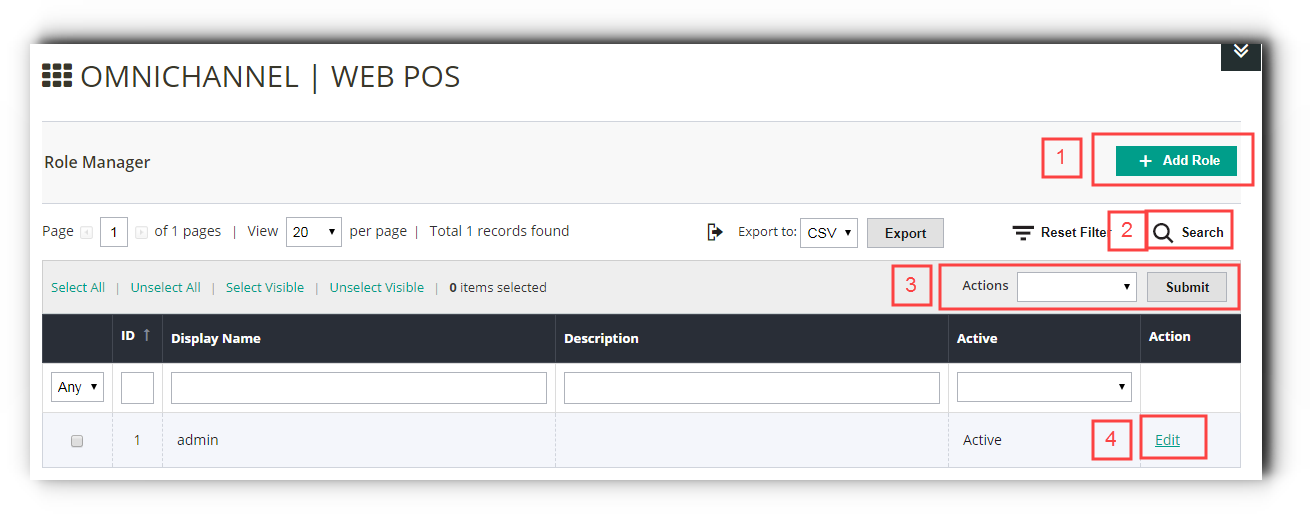 OMNICHANNEL | WEB POS
Role Manager 1 + Add Role
Page 1 of 1 pages | View 20 per page | Total 1 records found Export to: CSV Export Reset Filter 2 Search
Select All | Unselect All | Select Visible | Unselect Visible | 0 items selected 3 Actions Submit
ID ↑ Display Name Description Active Action
Any
1 admin Active 4 Edit